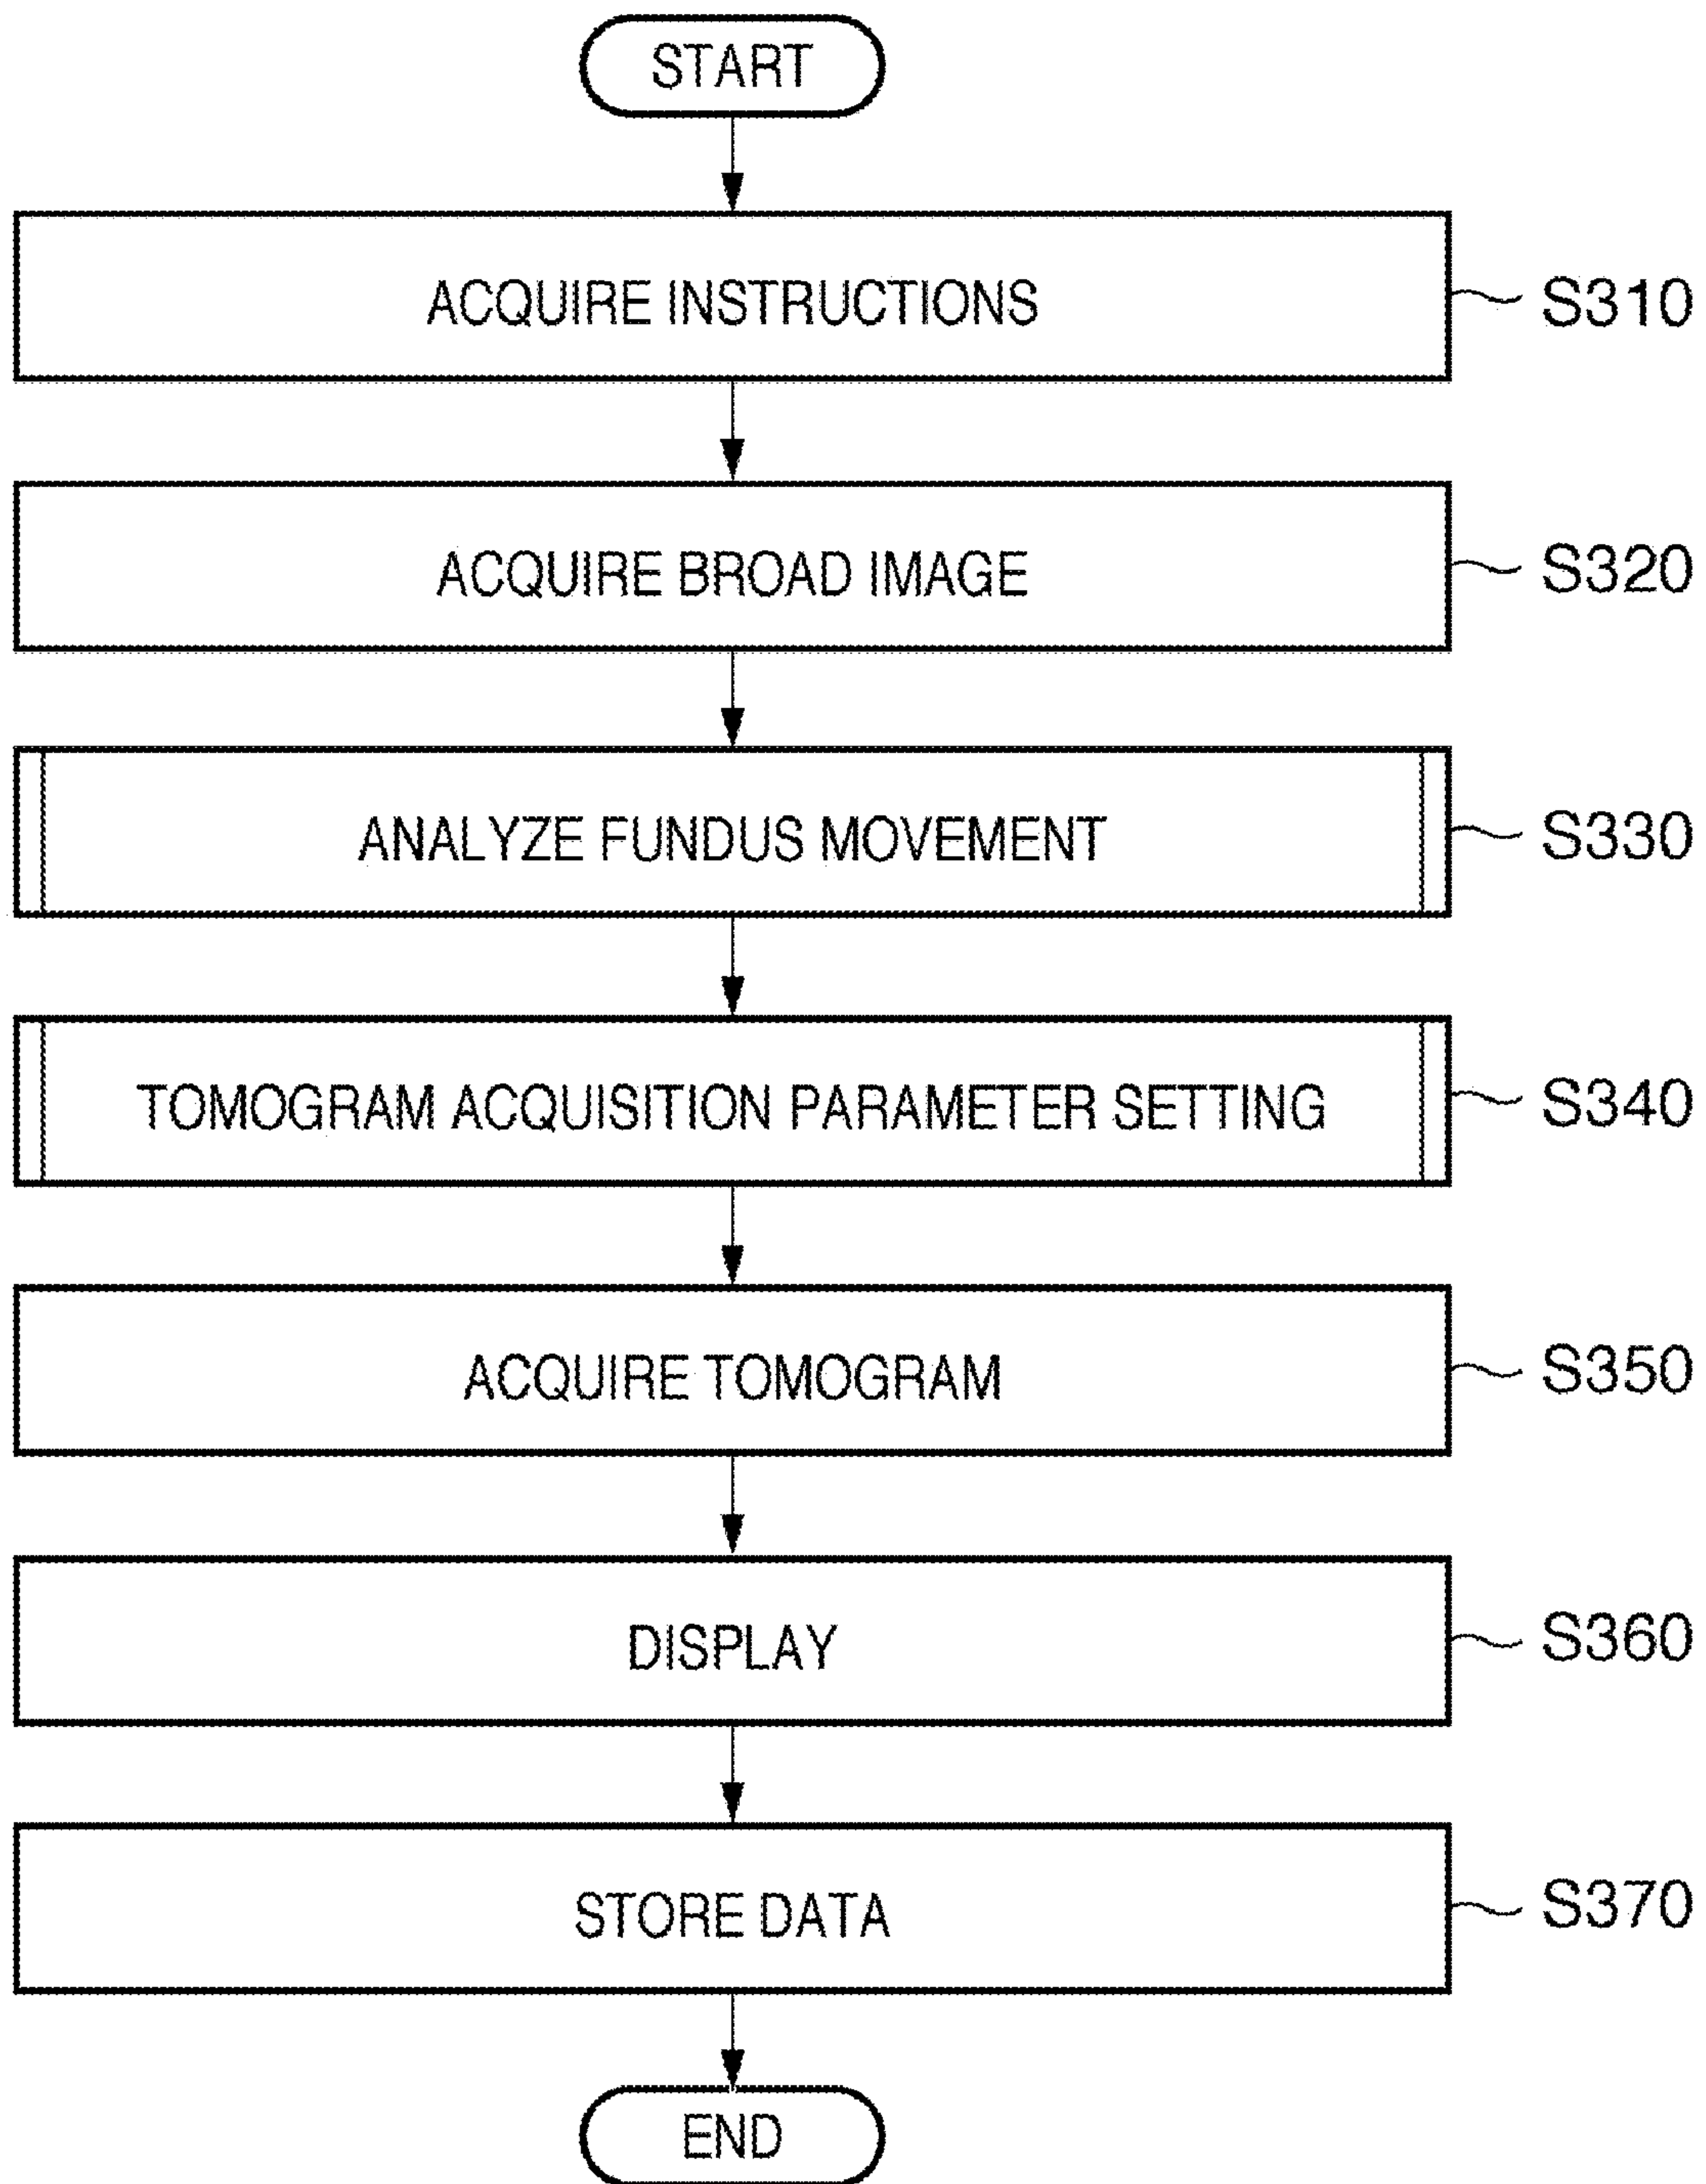 START
ACQUIRE INSTRUCTIONS S310
ACQUIRE BROAD IMAGE S320
ANALYZE FUNDUS MOVEMENT S330
TOMOGRAM ACQUISITION PARAMETER SETTING S340
ACQUIRE TOMOGRAM S350
DISPLAY S360
STORE DATA S370
END